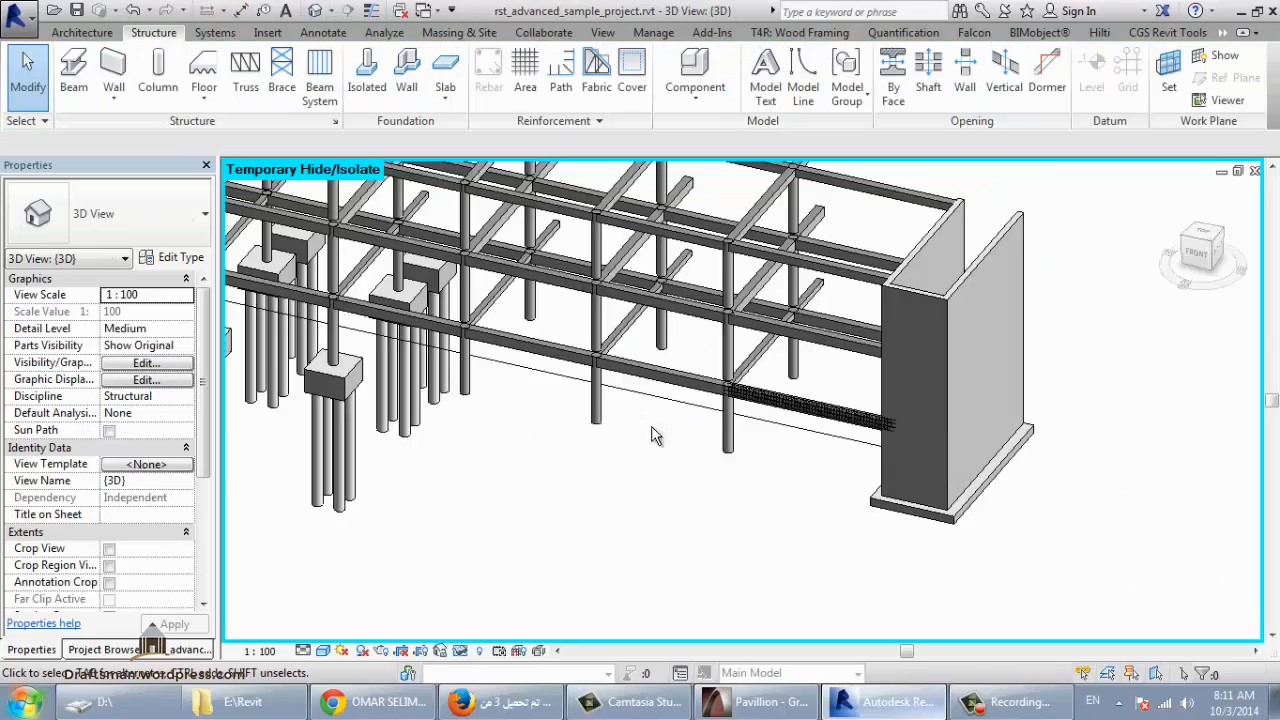 rst_advanced_sample_project.rvt - 3D View: {3D}
Type a keyword or phrase
Sign In
Architecture Structure Systems Insert Annotate Analyze Massing & Site Collaborate View Manage Add-Ins T4R: Wood Framing Quantification Falcon BIMobject® Hilti CGS Revit Tools
Modify Beam Wall Column Floor Truss Brace Beam System Isolated Wall Slab Rebar Area Path Fabric Cover Component Model Text Model Line Model Group By Face Shaft Wall Vertical Dormer Level Grid Set Show Ref Plane Viewer
Select Structure Foundation Reinforcement Model Opening Datum Work Plane
Properties
Temporary Hide/Isolate
3D View
3D View: {3D} Edit Type
Graphics
View Scale 1 : 100
Scale Value 1: 100
Detail Level Medium
Parts Visibility Show Original
Visibility/Grap... Edit...
Graphic Displa... Edit...
Discipline Structural
Default Analysi... None
Sun Path
Identity Data
View Template <None>
View Name {3D}
Dependency Independent
Title on Sheet
Extents
Crop View
Crop Region Vi...
Annotation Crop
Far Clip Active
Properties help Apply
TOP
FRONT
Properties Project Browse advanc...
1 : 100
Click to select, TAB for alternates, CTRL SHIFT unselects.
:0 Main Model :0
D:\ E:\Revit OMAR SELIM... تم تحميل 3 من ... Camtasia Stu... Pavillion - Gr... Autodesk Re... Recording... EN
8:11 AM
10/3/2014